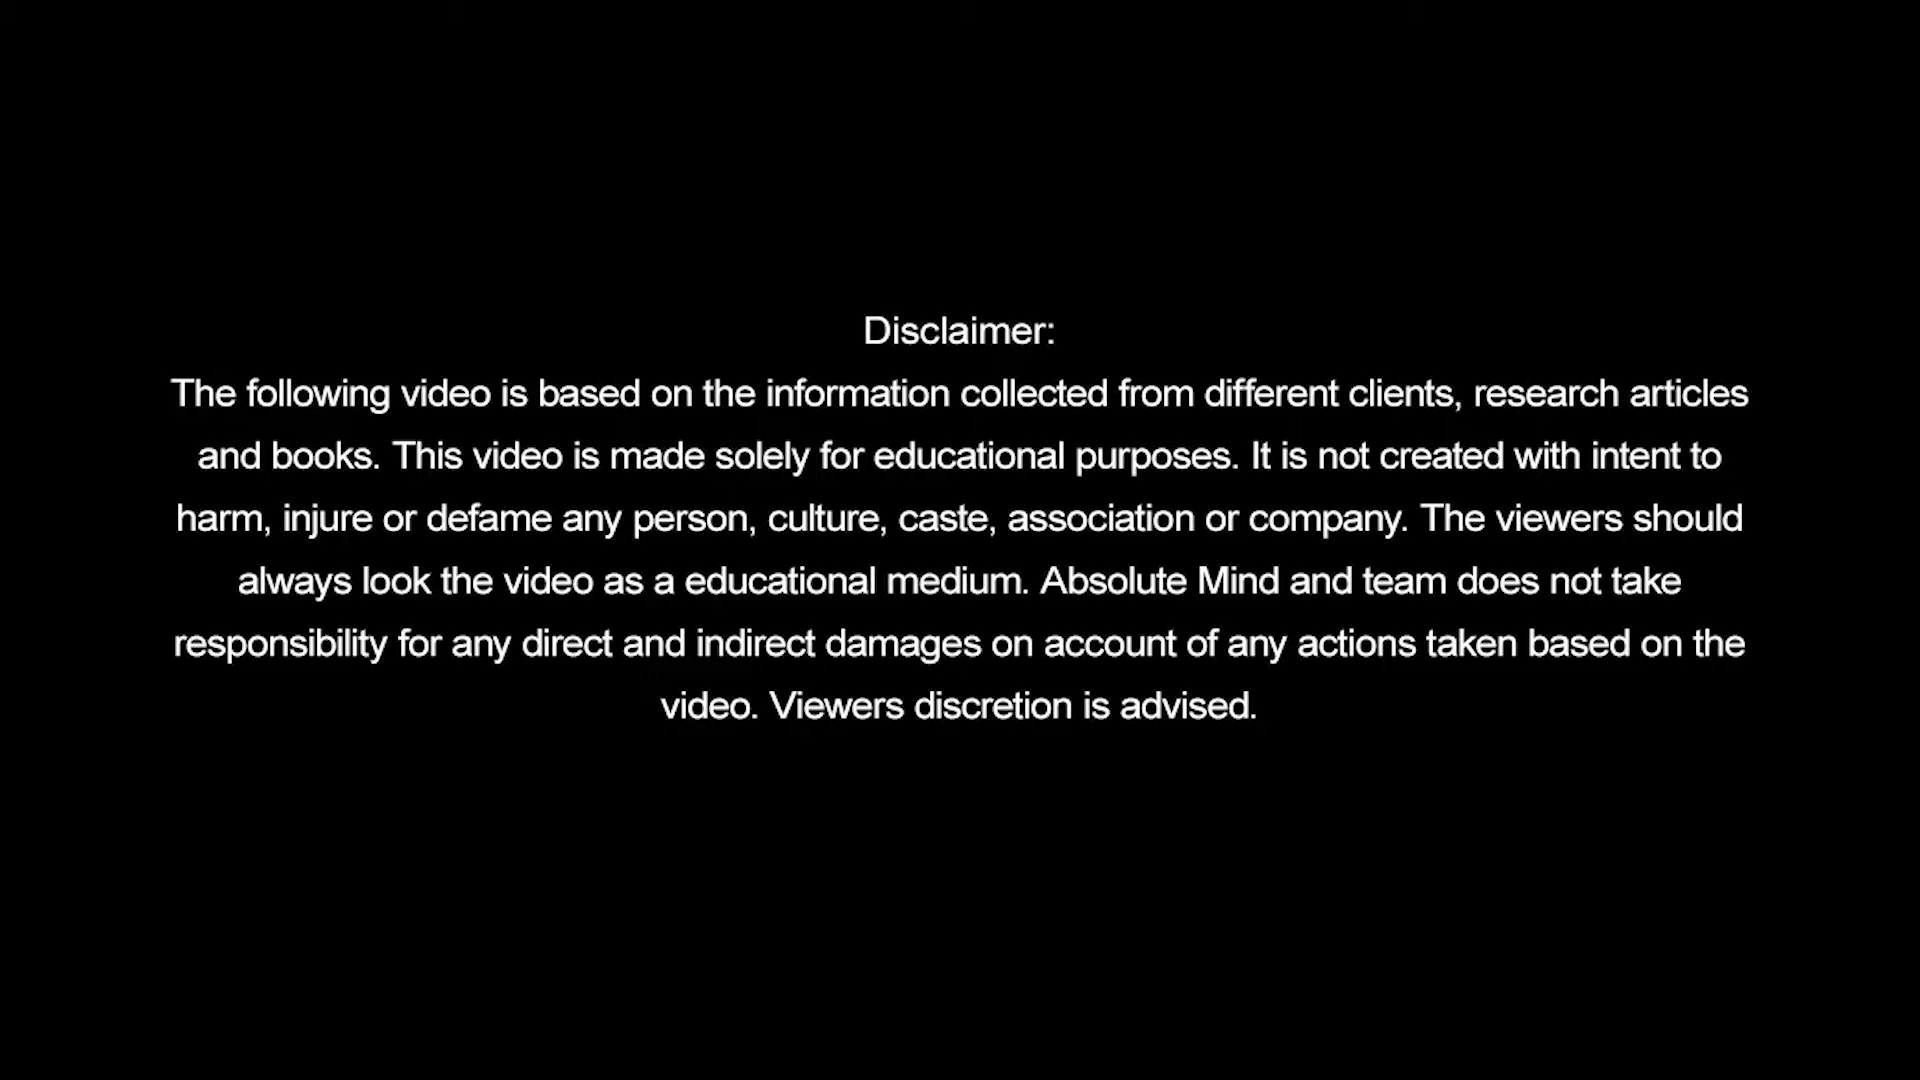 Disclaimer:
The following video is based on the information collected from different clients, research articles
and books. This video is made solely for educational purposes. It is not created with intent to
harm, injure or defame any person, culture, caste, association or company. The viewers should
always look the video as a educational medium. Absolute Mind and team does not take
responsibility for any direct and indirect damages on account of any actions taken based on the
video. Viewers discretion is advised.